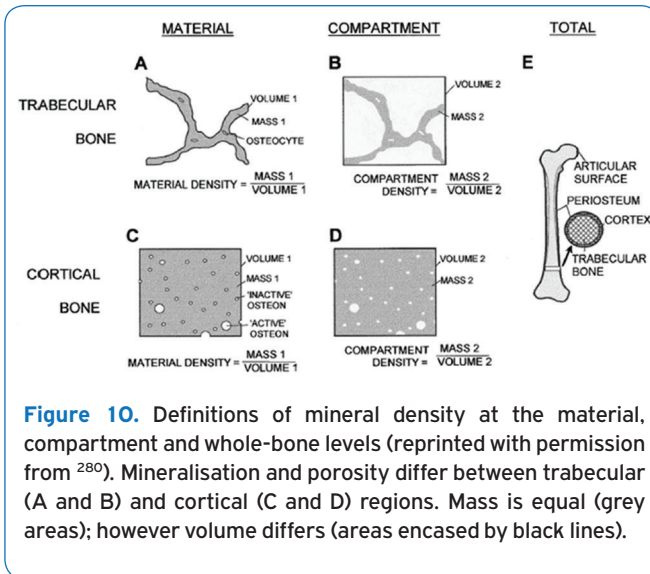 MATERIAL
COMPARTMENT
TOTAL
TRABECULAR
BONE
A
VOLUME 1
MASS 1
OSTEOCYTE
MATERIAL DENSITY = MASS 1
VOLUME 1
B
VOLUME 2
MASS 2
COMPARTMENT
DENSITY = MASS 2
VOLUME 2
E
ARTICULAR
SURFACE
PERIOSTEUM
CORTEX
TRABECULAR
BONE
CORTICAL
BONE
C
VOLUME 1
MASS 1
'INACTIVE'
OSTEON
'ACTIVE'
OSTEON
MATERIAL DENSITY = MASS 1
VOLUME 1
D
VOLUME 2
MASS 2
COMPARTMENT
DENSITY = MASS 2
VOLUME 2
Figure 10. Definitions of mineral density at the material,
compartment and whole-bone levels (reprinted with permission
from 280). Mineralisation and porosity differ between trabecular
(A and B) and cortical (C and D) regions. Mass is equal (grey
areas); however volume differs (areas encased by black lines).